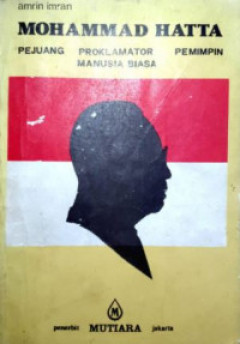 amrin imran
MOHAMMAD HATTA
PEJUANG PROKLAMATOR PEMIMPIN
MANUSIA BIASA
M
penerbit MUTIARA jakarta